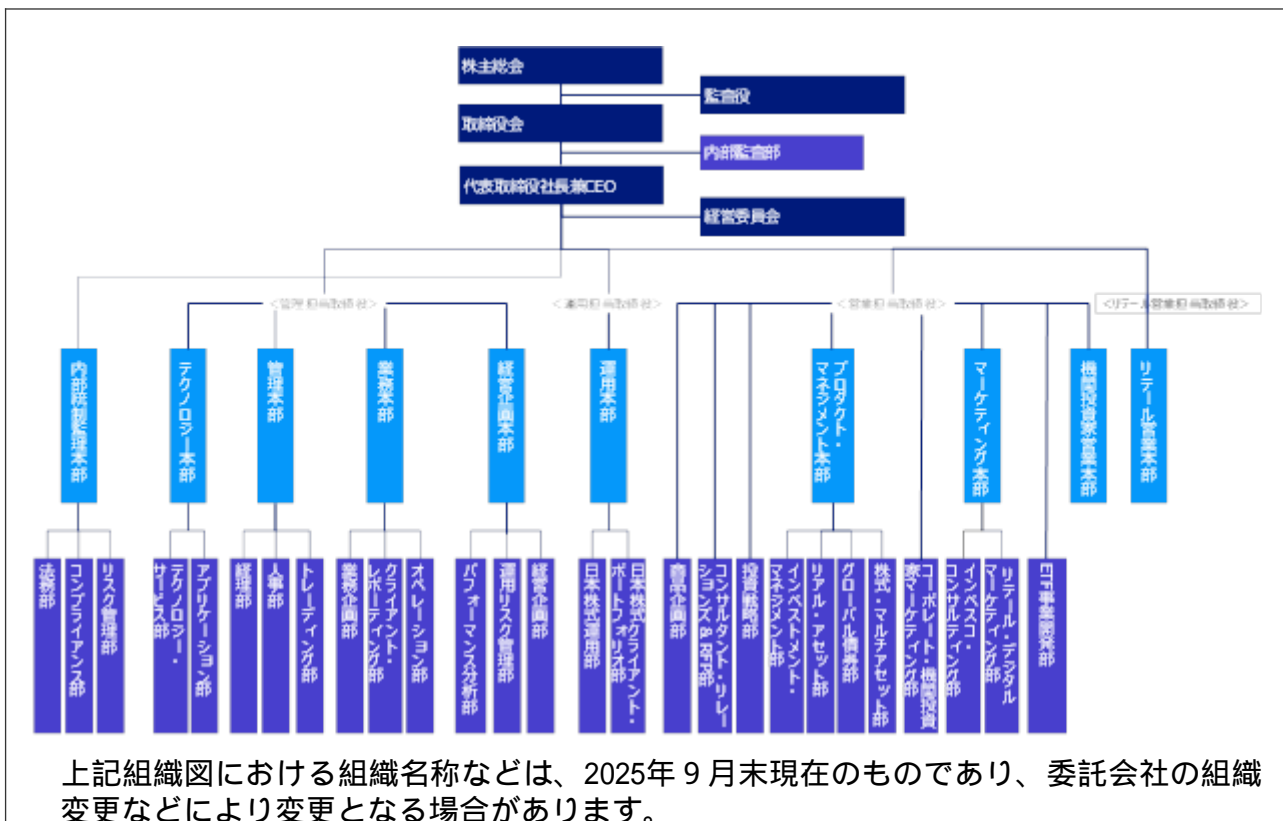 株主総会
監査役
取締役会
内部監査部
代表取締役社長兼CEO
経営委員会
＜管理担当取締役＞
＜運用担当取締役＞
＜営業担当取締役＞
＜リテール営業担当取締役＞
内部統制監理本部
テクノロジー本部
管理本部
業務本部
経営企画本部
運用本部
プロダクト・
マネジメント本部
マーケティング本部
機関投資家営業本部
リテール営業本部
法務部
コンプライアンス部
リスク管理部
テクノロジー・
サービス部
アプリケーション部
経理部
人事部
トレーディング部
業務企画部
クライアント・
レポーティング部
オペレーション部
パフォーマンス分析部
運用リスク管理部
経営企画部
日本株式運用部
日本株式クライアント・
ポートフォリオ部
商品企画部
コンサルタント・リレー
ションズ & RFP部
投資戦略部
インベストメント・
マネジメント部
リアル・アセット部
グローバル債券部
株式・マルチアセット部
コーポレート・機関投資
家マーケティング部
インベスコ・
コンサルティング部
リテール・デジタル
マーケティング部
ETF事業開発部
上記組織図における組織名称などは、2025年９月末現在のものであり、委託会社の組織
変更などにより変更となる場合があります。